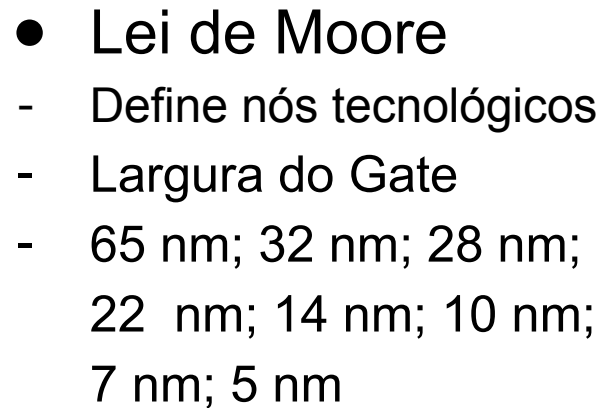 ● Lei de Moore
- Define nós tecnológicos
- Largura do Gate
- 65 nm; 32 nm; 28 nm;
22  nm; 14 nm; 10 nm;
7 nm; 5 nm